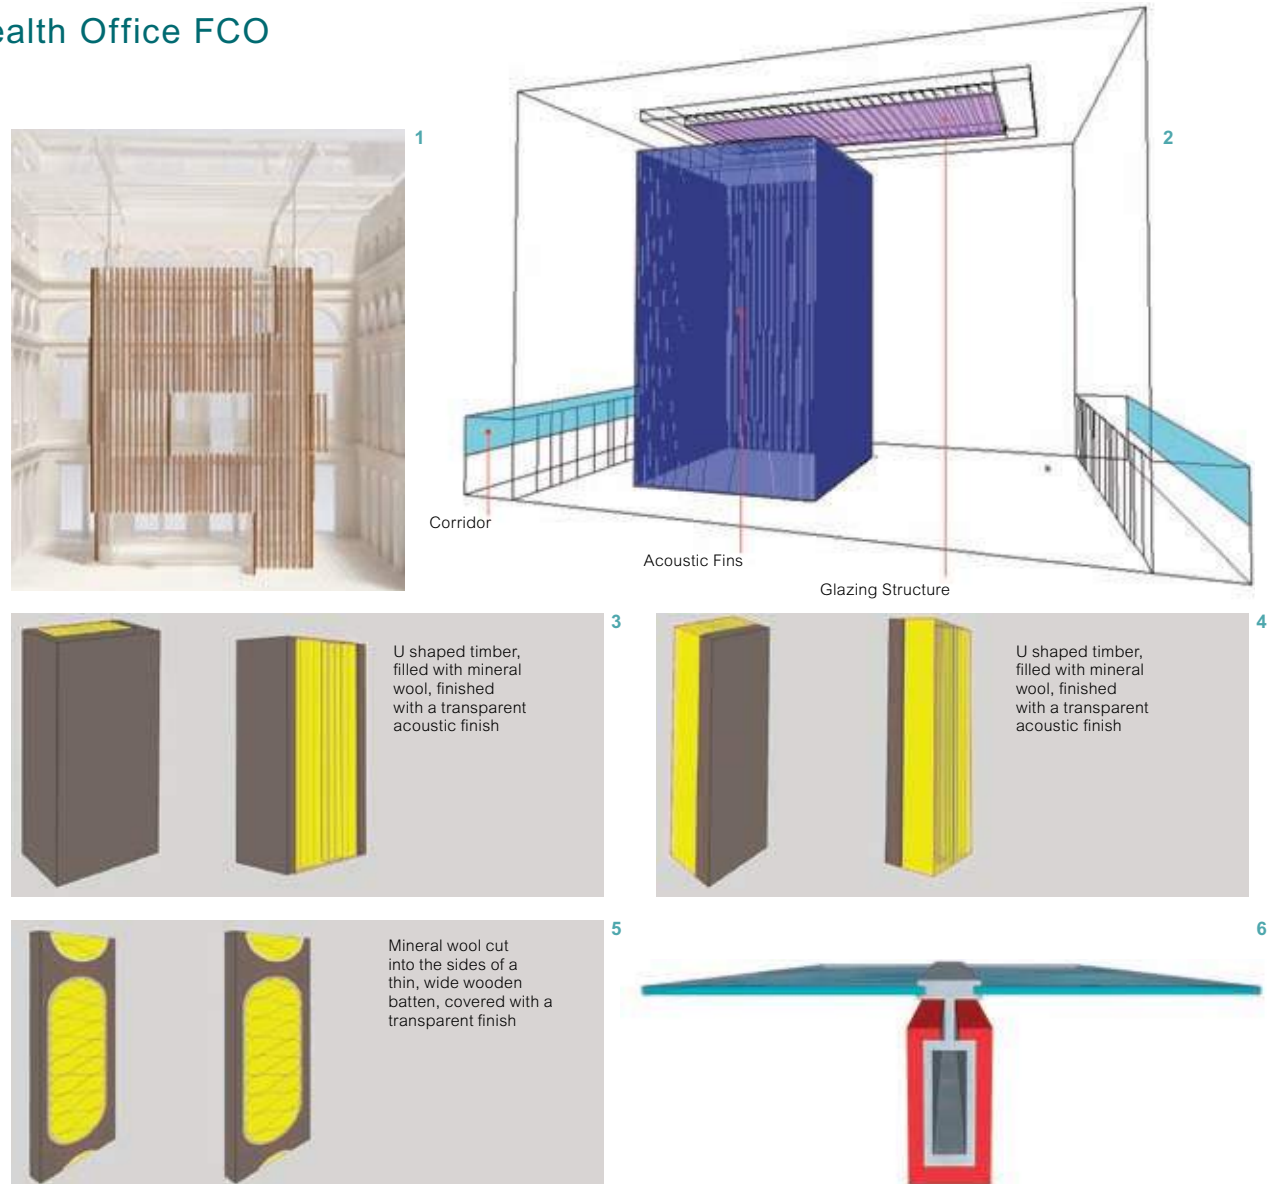 ealth Office FCO
1
2
Corridor
Acoustic Fins
Glazing Structure
3
U shaped timber,
filled with mineral
wool, finished
with a transparent
acoustic finish
4
U shaped timber,
filled with mineral
wool, finished
with a transparent
acoustic finish
5
Mineral wool cut
into the sides of a
thin, wide wooden
batten, covered with a
transparent finish
6